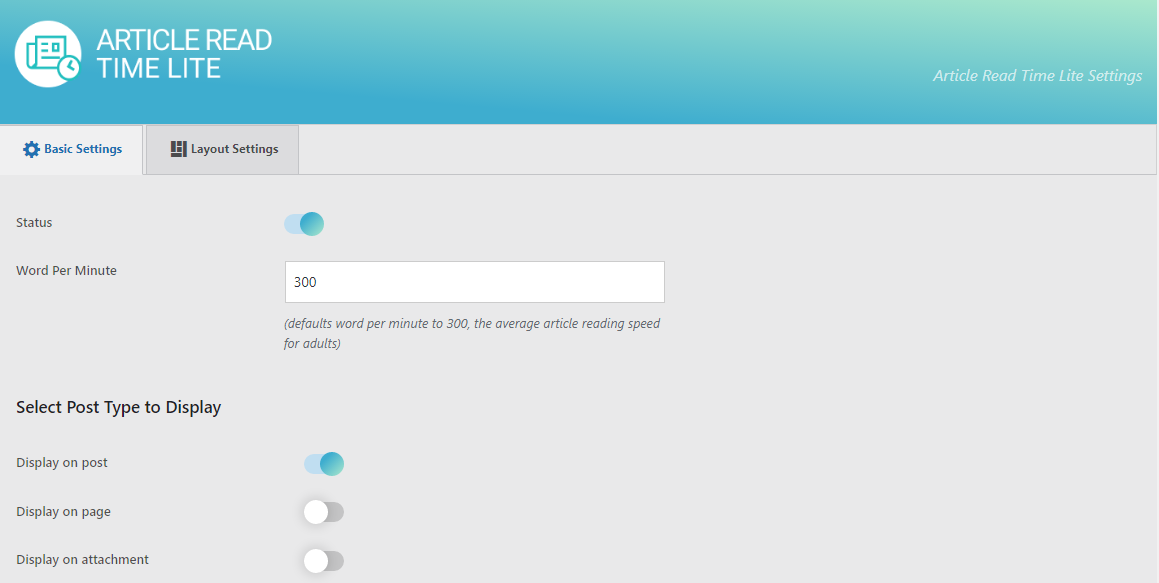 ARTICLE READ
TIME LITE
Article Read Time Lite Settings
Basic Settings
Layout Settings
Status
Word Per Minute
300
(defaults word per minute to 300, the average article reading speed
for adults)
Select Post Type to Display
Display on post
Display on page
Display on attachment